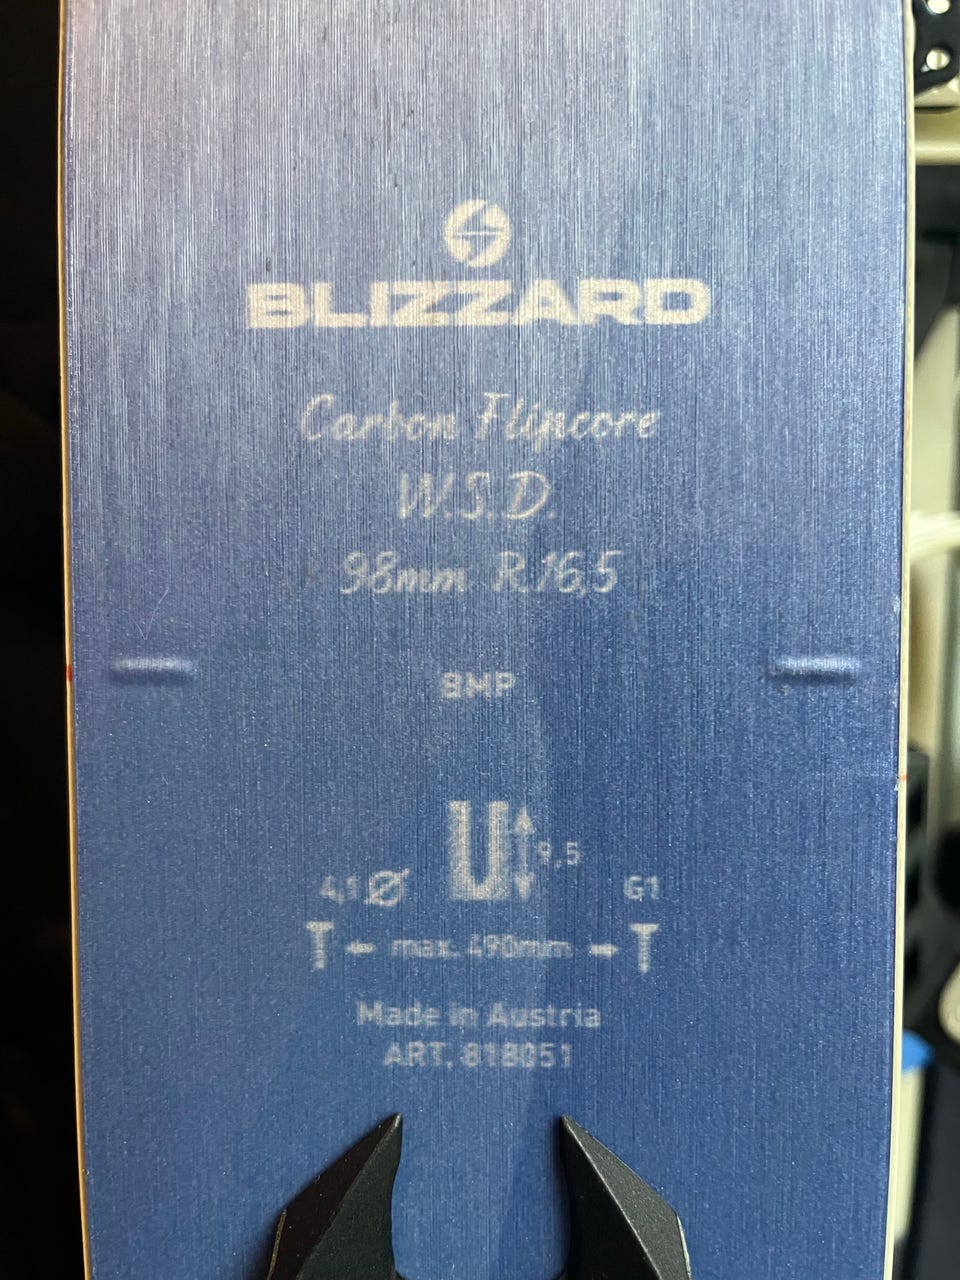 BLIZZARD
Carbon Flipcore
W.S.D.
98mm R.16,5
BMP
9,5
4,1 Ø G1
max. 490mm
Made in Austria
ART. 818051